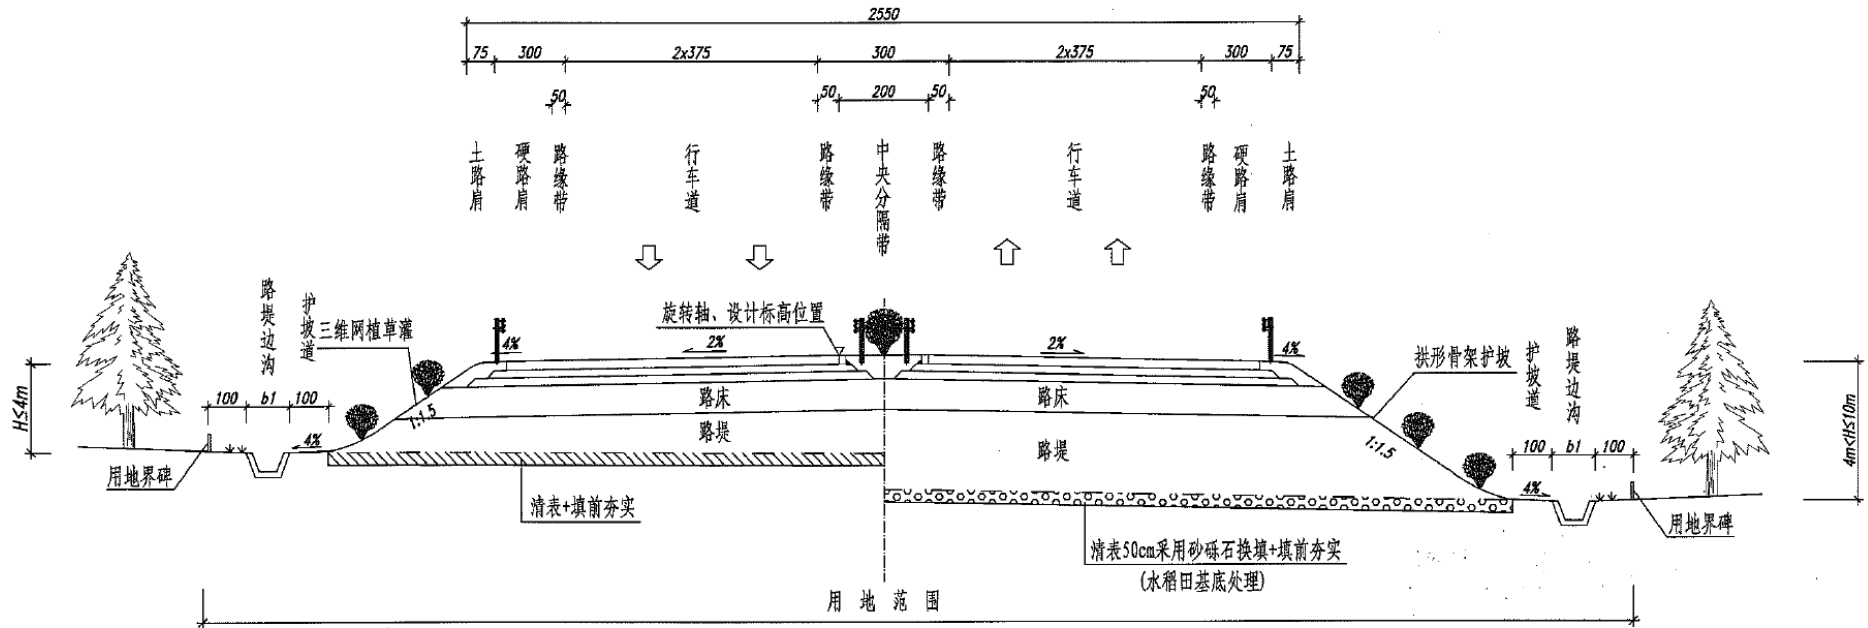 2550
75 300 2x375 300 2x375 300 75
50 50 200 50 50
土路肩
硬路肩
路缘带
行车道
路缘带
中央分隔带
路缘带
行车道
路缘带
硬路肩
土路肩
路堤边沟
护坡道
三维网植草灌
旋转轴、设计标高位置
4% 2% 2% 4%
拱形骨架护坡
护坡道
路堤边沟
H≤4m
100 b1 100
4%
1:1.5
路床
路床
路堤
路堤
1:1.5
4m<H≤10m
100 b1 100
4%
用地界碑
清表+填前夯实
用地界碑
清表50cm采用砂砾石换填+填前夯实
(水稻田基底处理)
用地范围